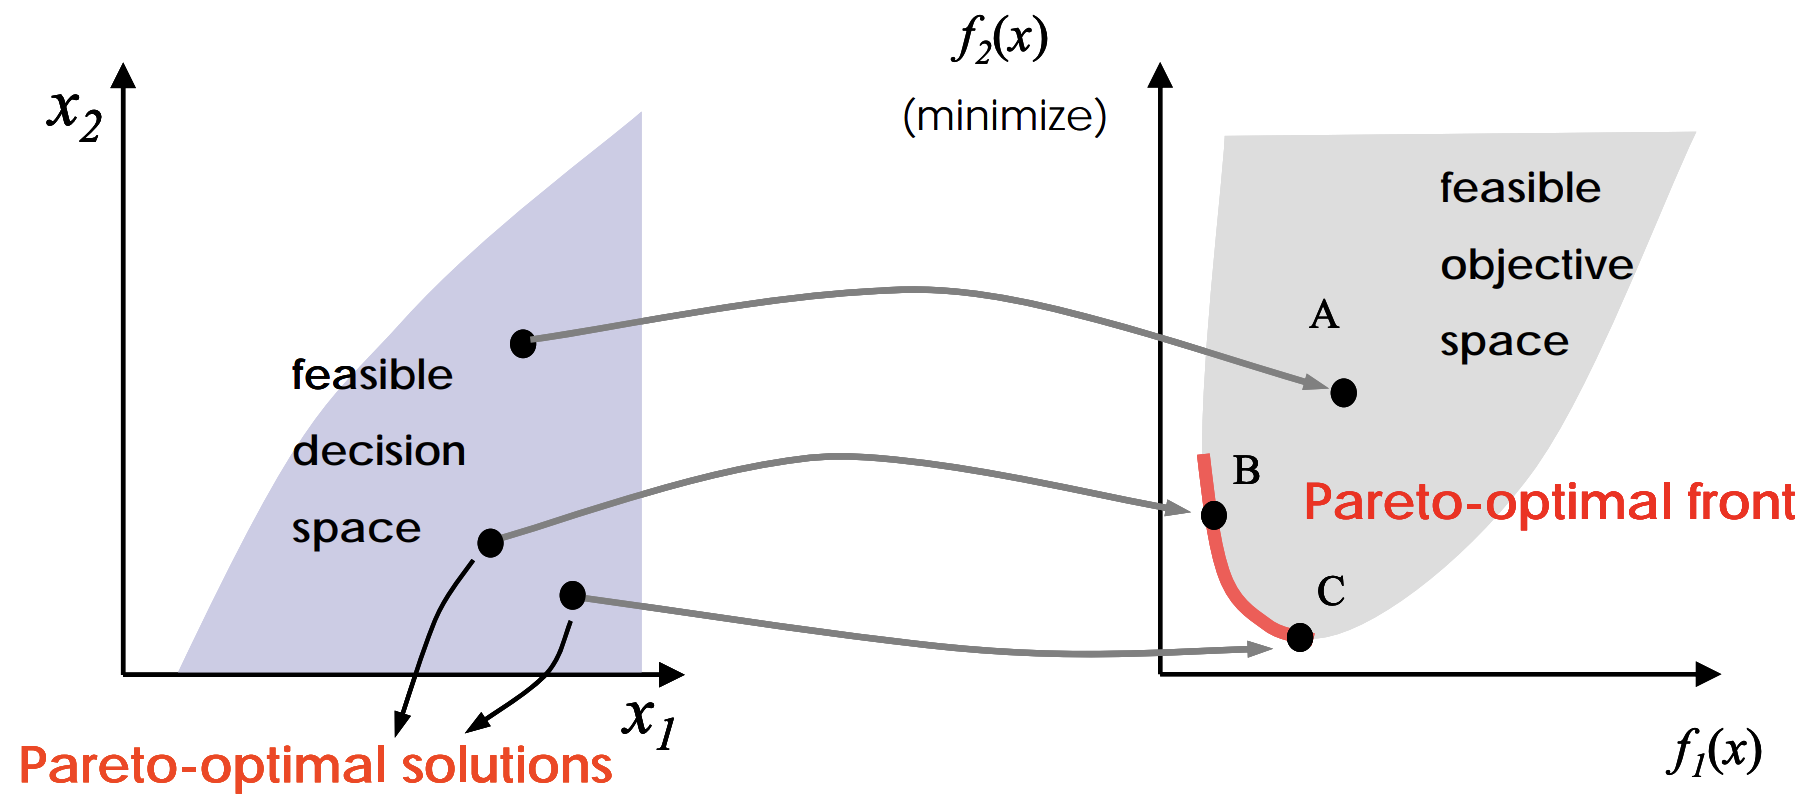 x2
feasible
decision
space
x1
Pareto-optimal solutions
f2(x)
(minimize)
feasible
objective
space
A
B
Pareto-optimal front
C
f1(x)